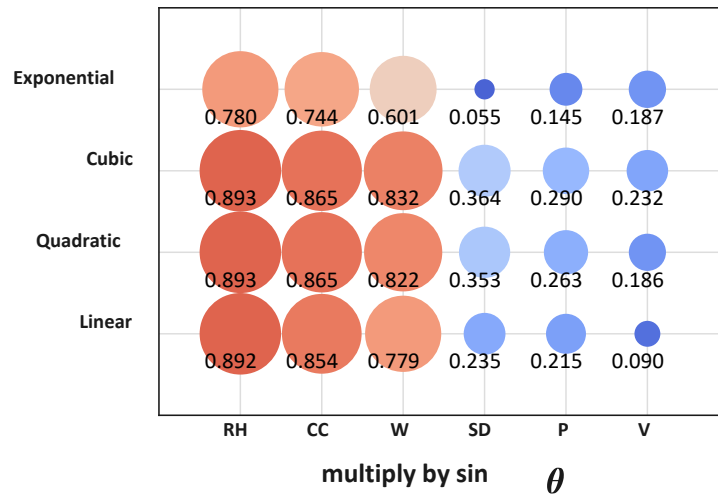 Exponential
0.780 0.744 0.601 0.055 0.145 0.187
Cubic
0.893 0.865 0.832 0.364 0.290 0.232
Quadratic
0.893 0.865 0.822 0.353 0.263 0.186
Linear
0.892 0.854 0.779 0.235 0.215 0.090
RH CC W SD P V
multiply by sin θ